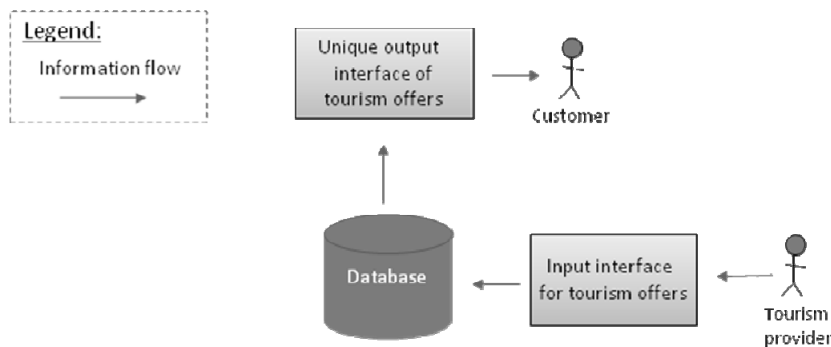 Legend:
Information flow
Unique output
interface of
tourism offers
Customer
Database
Input interface
for tourism offers
Tourism
provider